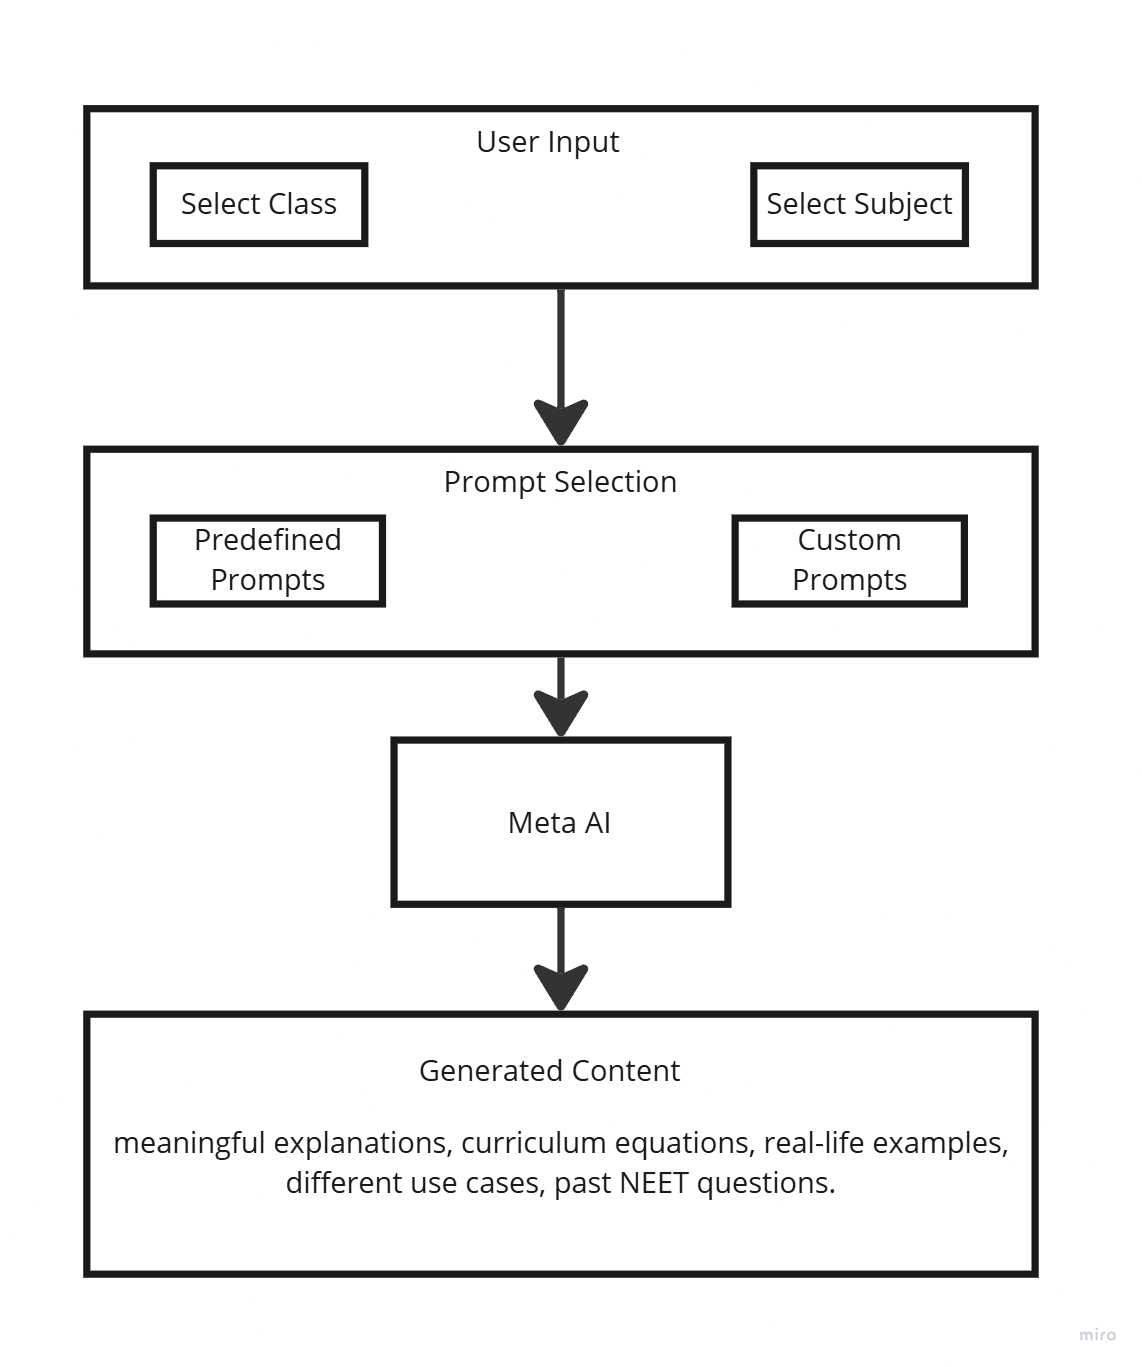 User Input
Select Class
Select Subject
Prompt Selection
Predefined
Prompts
Custom
Prompts
Meta AI
Generated Content
meaningful explanations, curriculum equations, real-life examples,
different use cases, past NEET questions.
miro